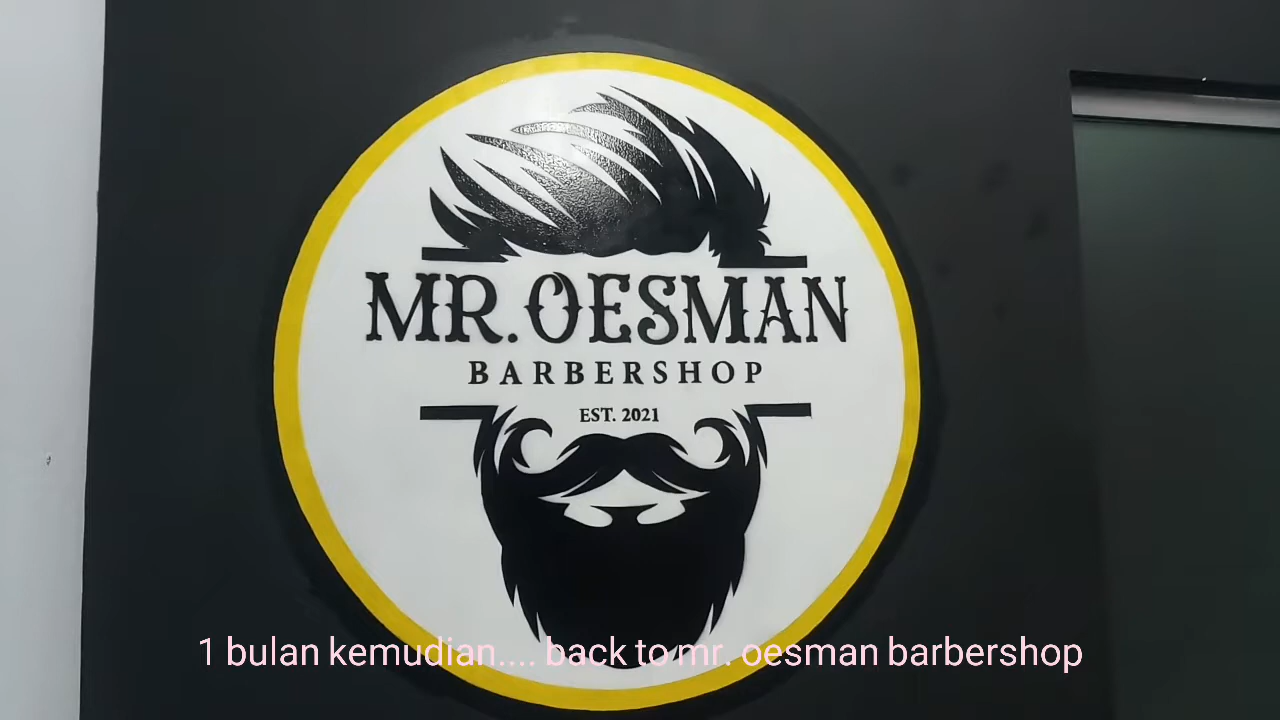 MR. OESMAN
BARBERSHOP
EST. 2021
1 bulan kemudian.... back to mr. oesman barbershop